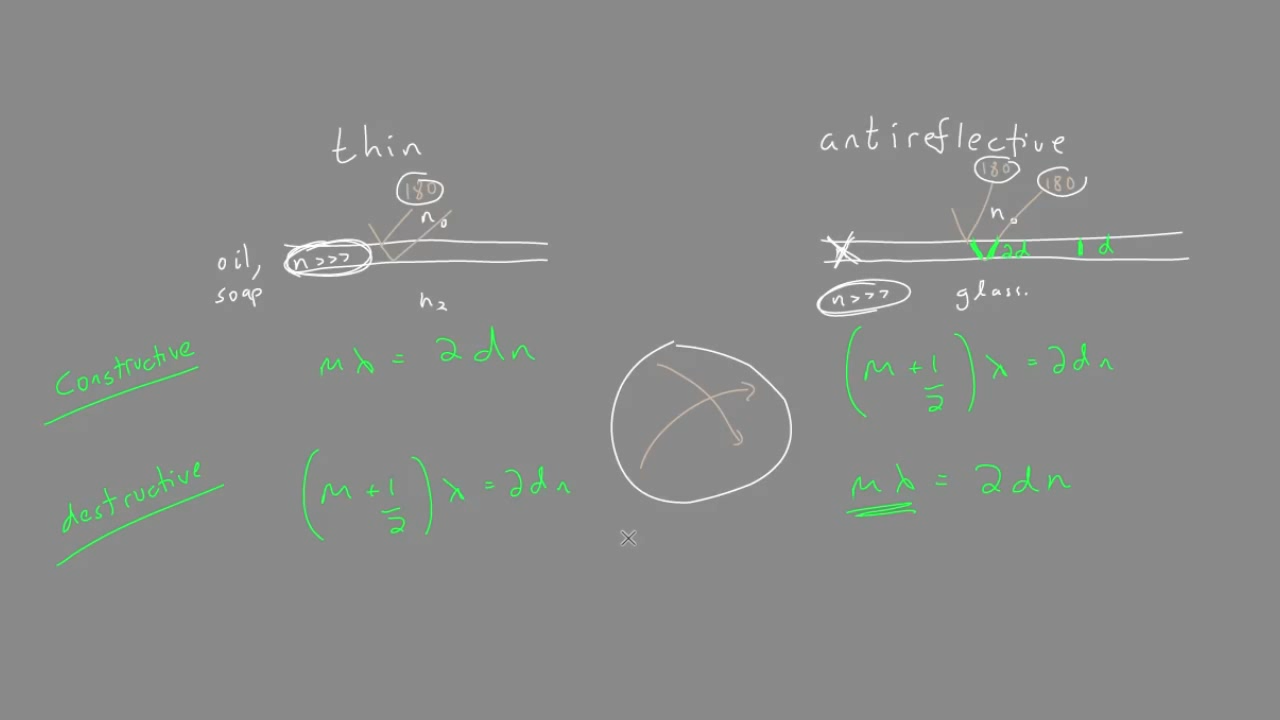 thin
antireflective
180
180
180
n₀
n₀
oil,
soap
n>>>
2d
d
n₂
n>>>
glass.
Constructive
mλ = 2dn
(m + 1/2) λ = 2dn
destructive
(m + 1/2) λ = 2dn
mλ = 2dn